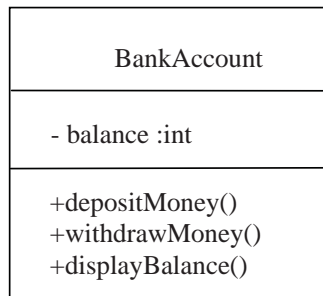 BankAccount
- balance :int
+depositMoney()
+withdrawMoney()
+displayBalance()